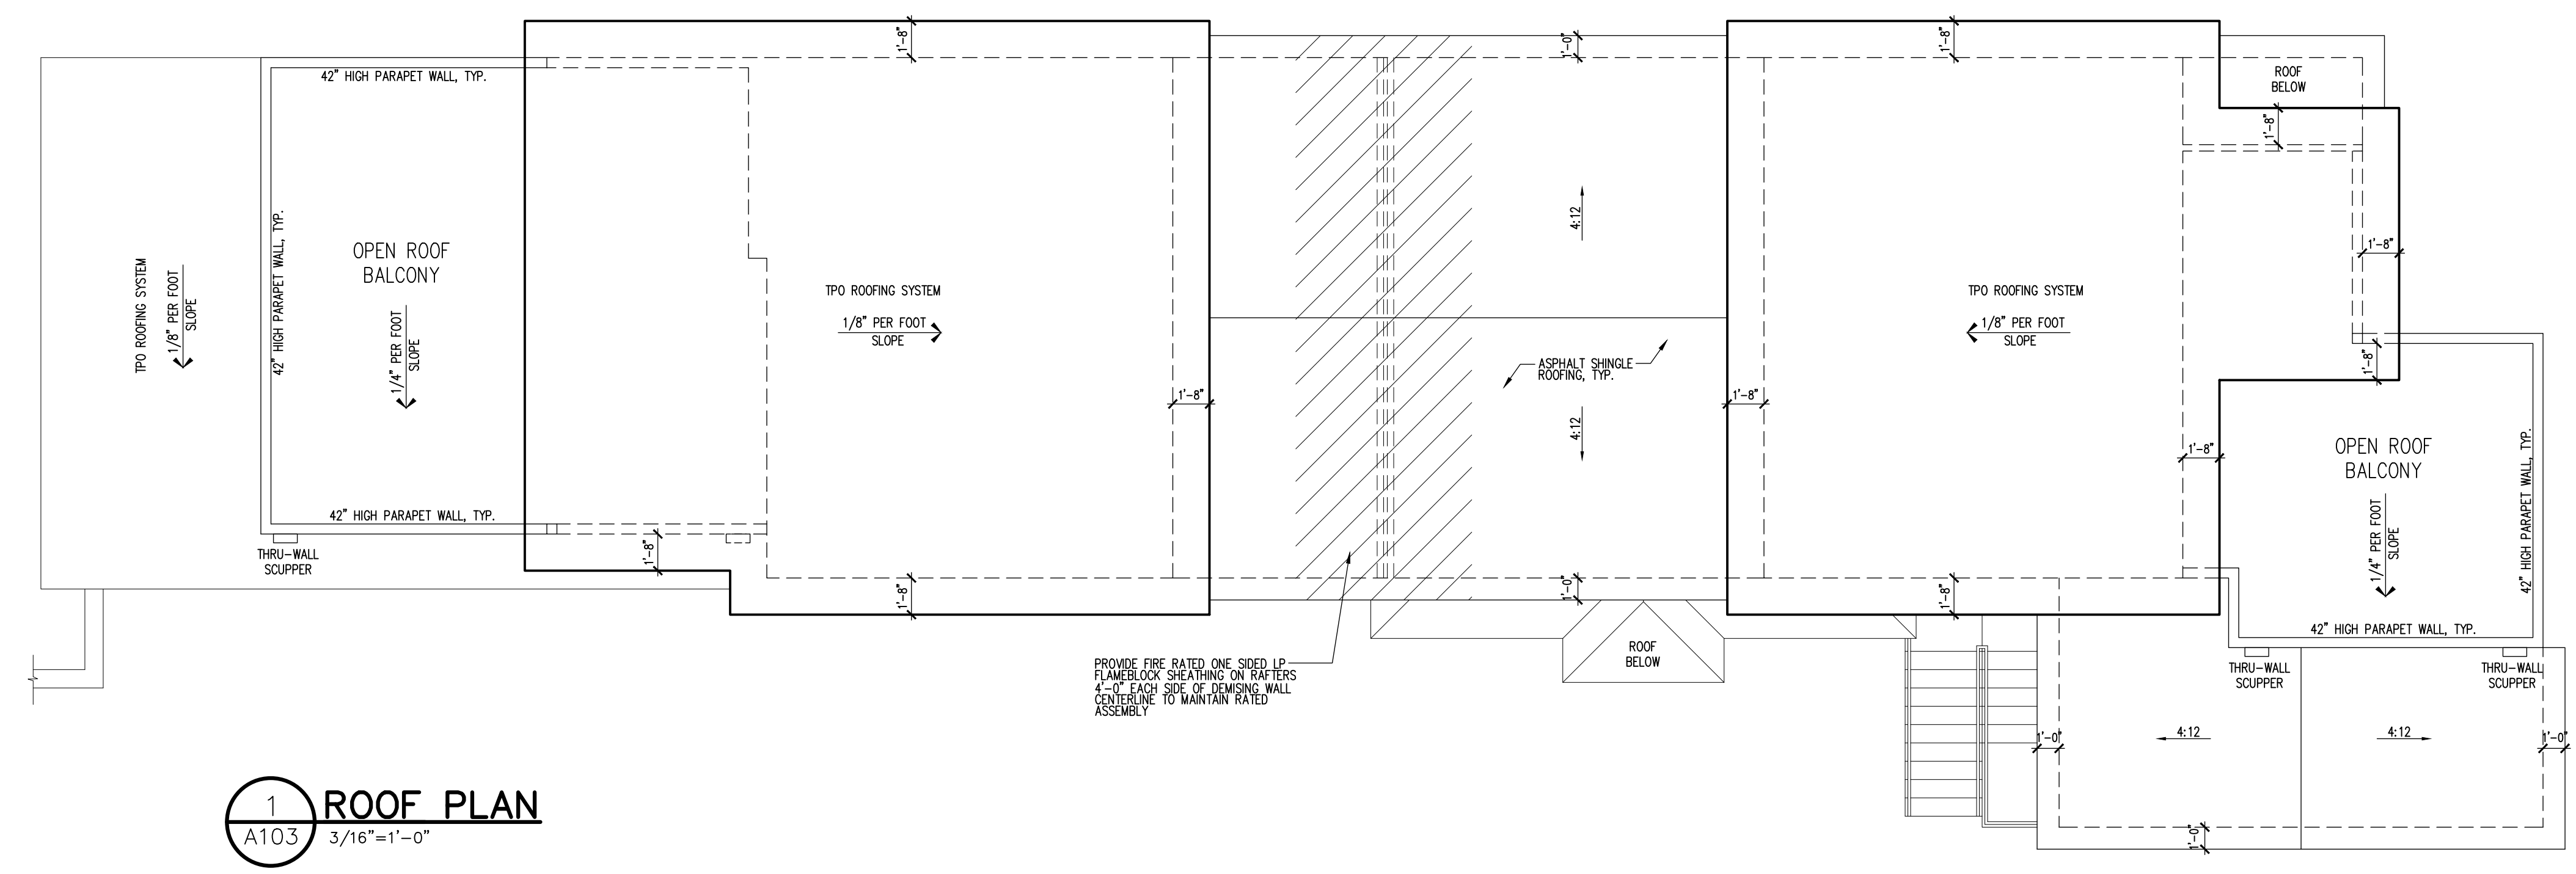 1'-8"
1'-0"
1'-8"
42" HIGH PARAPET WALL, TYP.
ROOF
BELOW
1'-8"
4:12
42" HIGH PARAPET WALL, TYP.
OPEN ROOF
BALCONY
1'-8"
TPO ROOFING SYSTEM
1/8" PER FOOT
SLOPE
TPO ROOFING SYSTEM
1/8" PER FOOT
SLOPE
TPO ROOFING SYSTEM
1/8" PER FOOT
SLOPE
1/4" PER FOOT
SLOPE
ASPHALT SHINGLE
ROOFING, TYP.
1'-8"
1'-8"
1'-8"
4:12
1'-8"
OPEN ROOF
BALCONY
42" HIGH PARAPET WALL, TYP.
1/4" PER FOOT
SLOPE
42" HIGH PARAPET WALL, TYP.
THRU-WALL
SCUPPER
1'-8"
1'-8"
1'-0"
1'-8"
42" HIGH PARAPET WALL, TYP.
ROOF
BELOW
PROVIDE FIRE RATED ONE SIDED LP
FLAMEBLOCK SHEATHING ON RAFTERS
4'-0" EACH SIDE OF DEMISING WALL
CENTERLINE TO MAINTAIN RATED
ASSEMBLY
THRU-WALL
SCUPPER
THRU-WALL
SCUPPER
4:12
4:12
1'-0"
1'-0"
1'-0"
1
A103
ROOF PLAN
3/16"=1'-0"